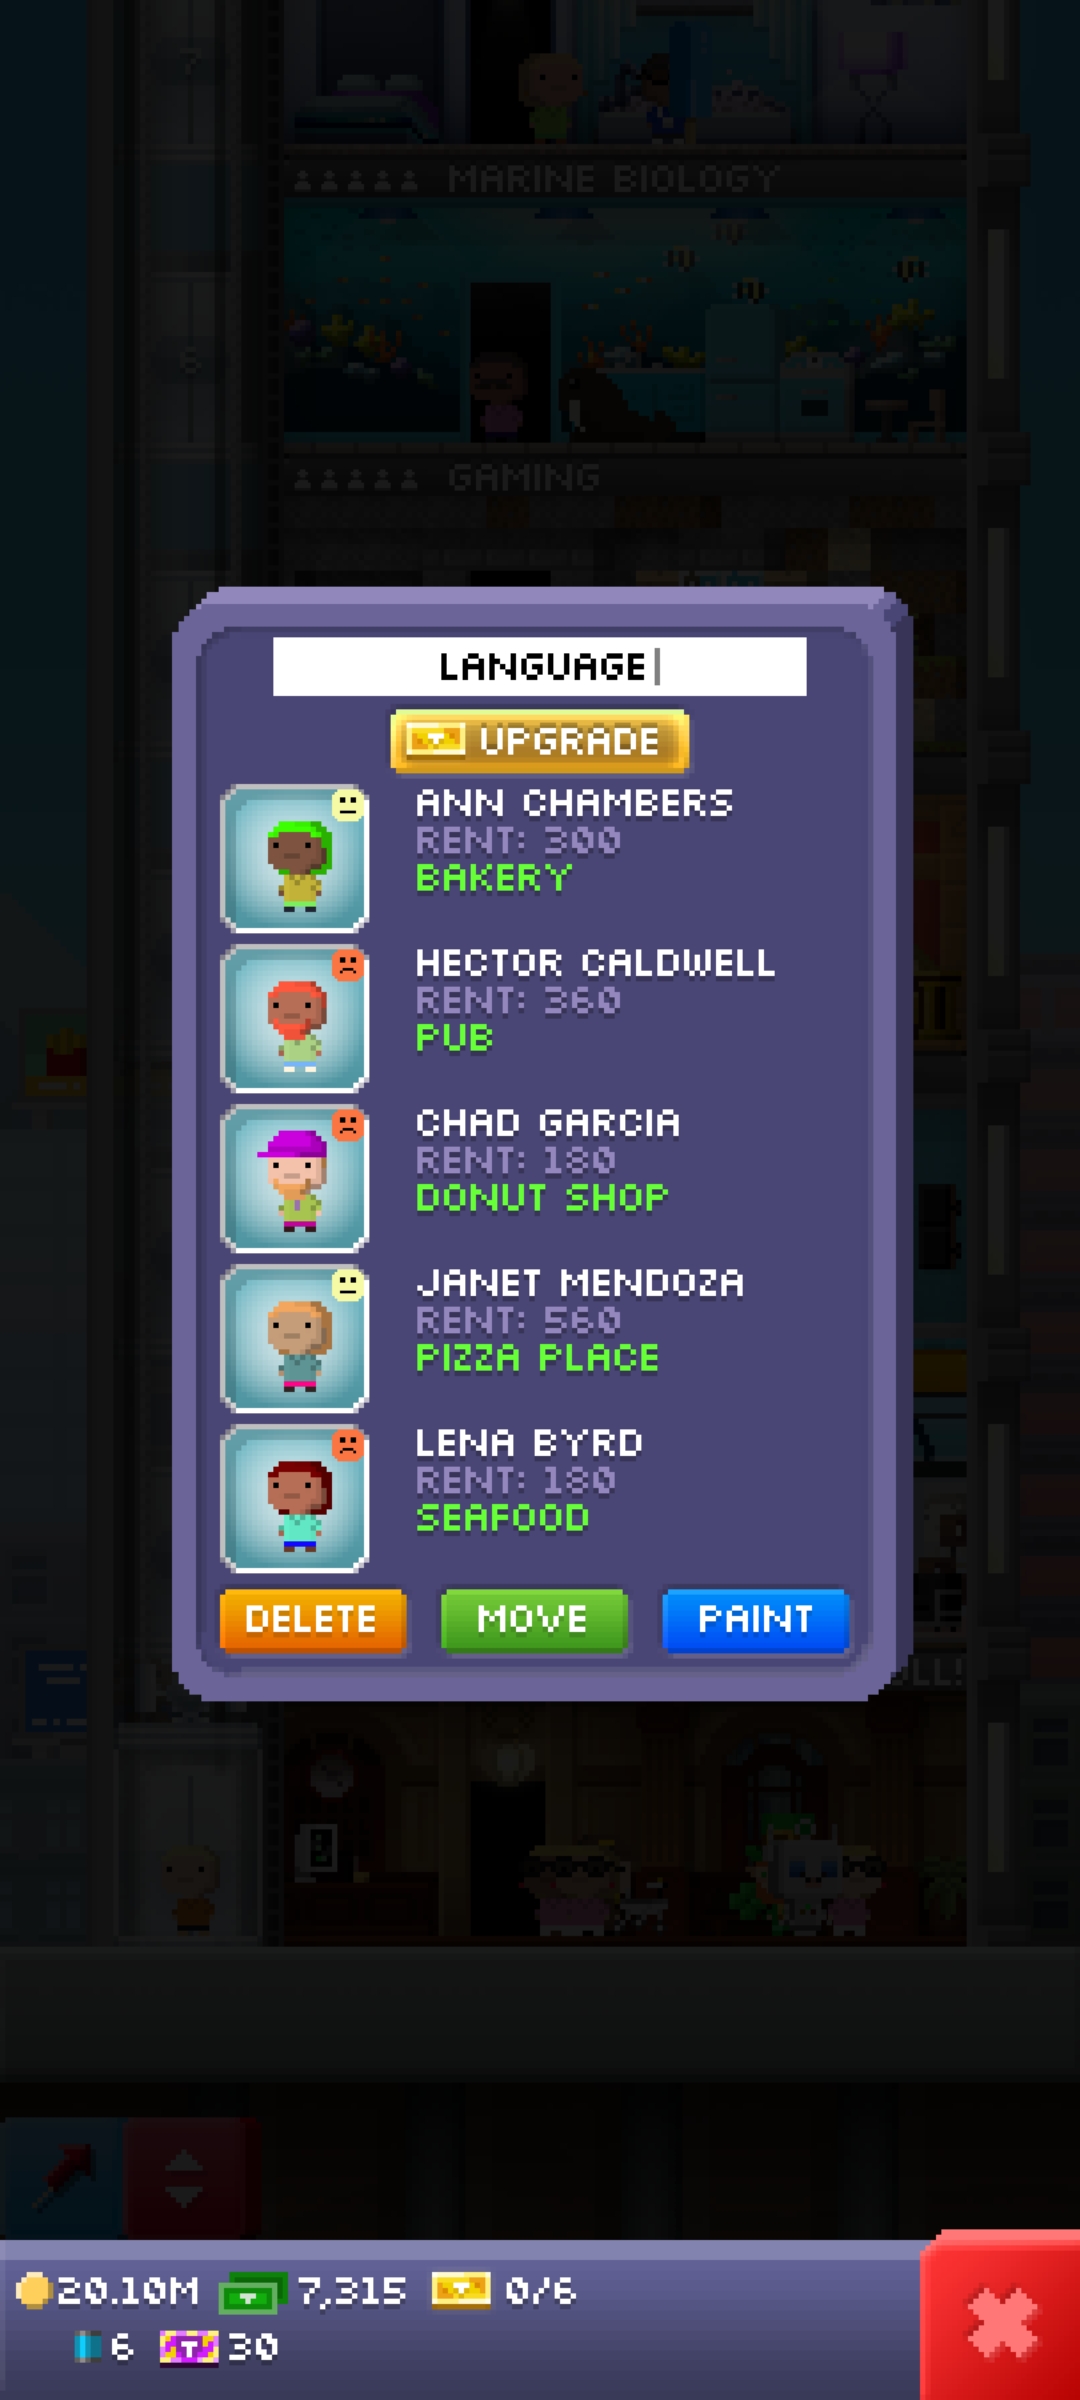 7
MARINE BIOLOGY
6
GAMING
LANGUAGE
UPGRADE
ANN CHAMBERS
RENT: 300
BAKERY
HECTOR CALDWELL
RENT: 360
PUB
CHAD GARCIA
RENT: 180
DONUT SHOP
JANET MENDOZA
RENT: 560
PIZZA PLACE
LENA BYRD
RENT: 180
SEAFOOD
DELETE MOVE PAINT
20.10M 7,315 0/6
6 30